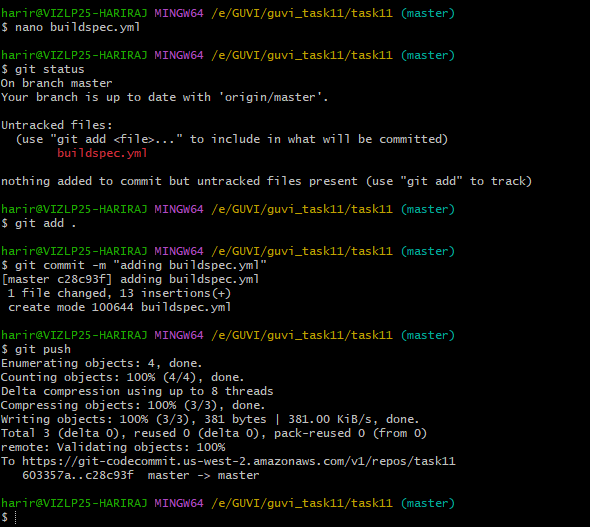 harir@VIZLP25-HARIRAJ MINGW64 /e/GUVI/guvi_task11/task11 (master)
$ nano buildspec.yml
harir@VIZLP25-HARIRAJ MINGW64 /e/GUVI/guvi_task11/task11 (master)
$ git status
On branch master
Your branch is up to date with 'origin/master'.
Untracked files:
(use "git add <file>..." to include in what will be committed)
buildspec.yml
nothing added to commit but untracked files present (use "git add" to track)
harir@VIZLP25-HARIRAJ MINGW64 /e/GUVI/guvi_task11/task11 (master)
$ git add .
harir@VIZLP25-HARIRAJ MINGW64 /e/GUVI/guvi_task11/task11 (master)
$ git commit -m "adding buildspec.yml"
[master c28c93f] adding buildspec.yml
1 file changed, 13 insertions(+)
create mode 100644 buildspec.yml
harir@VIZLP25-HARIRAJ MINGW64 /e/GUVI/guvi_task11/task11 (master)
$ git push
Enumerating objects: 4, done.
Counting objects: 100% (4/4), done.
Delta compression using up to 8 threads
Compressing objects: 100% (3/3), done.
Writing objects: 100% (3/3), 381 bytes | 381.00 KiB/s, done.
Total 3 (delta 0), reused 0 (delta 0), pack-reused 0 (from 0)
remote: Validating objects: 100%
To https://git-codecommit.us-west-2.amazonaws.com/v1/repos/task11
603357a..c28c93f  master -> master
harir@VIZLP25-HARIRAJ MINGW64 /e/GUVI/guvi_task11/task11 (master)
$